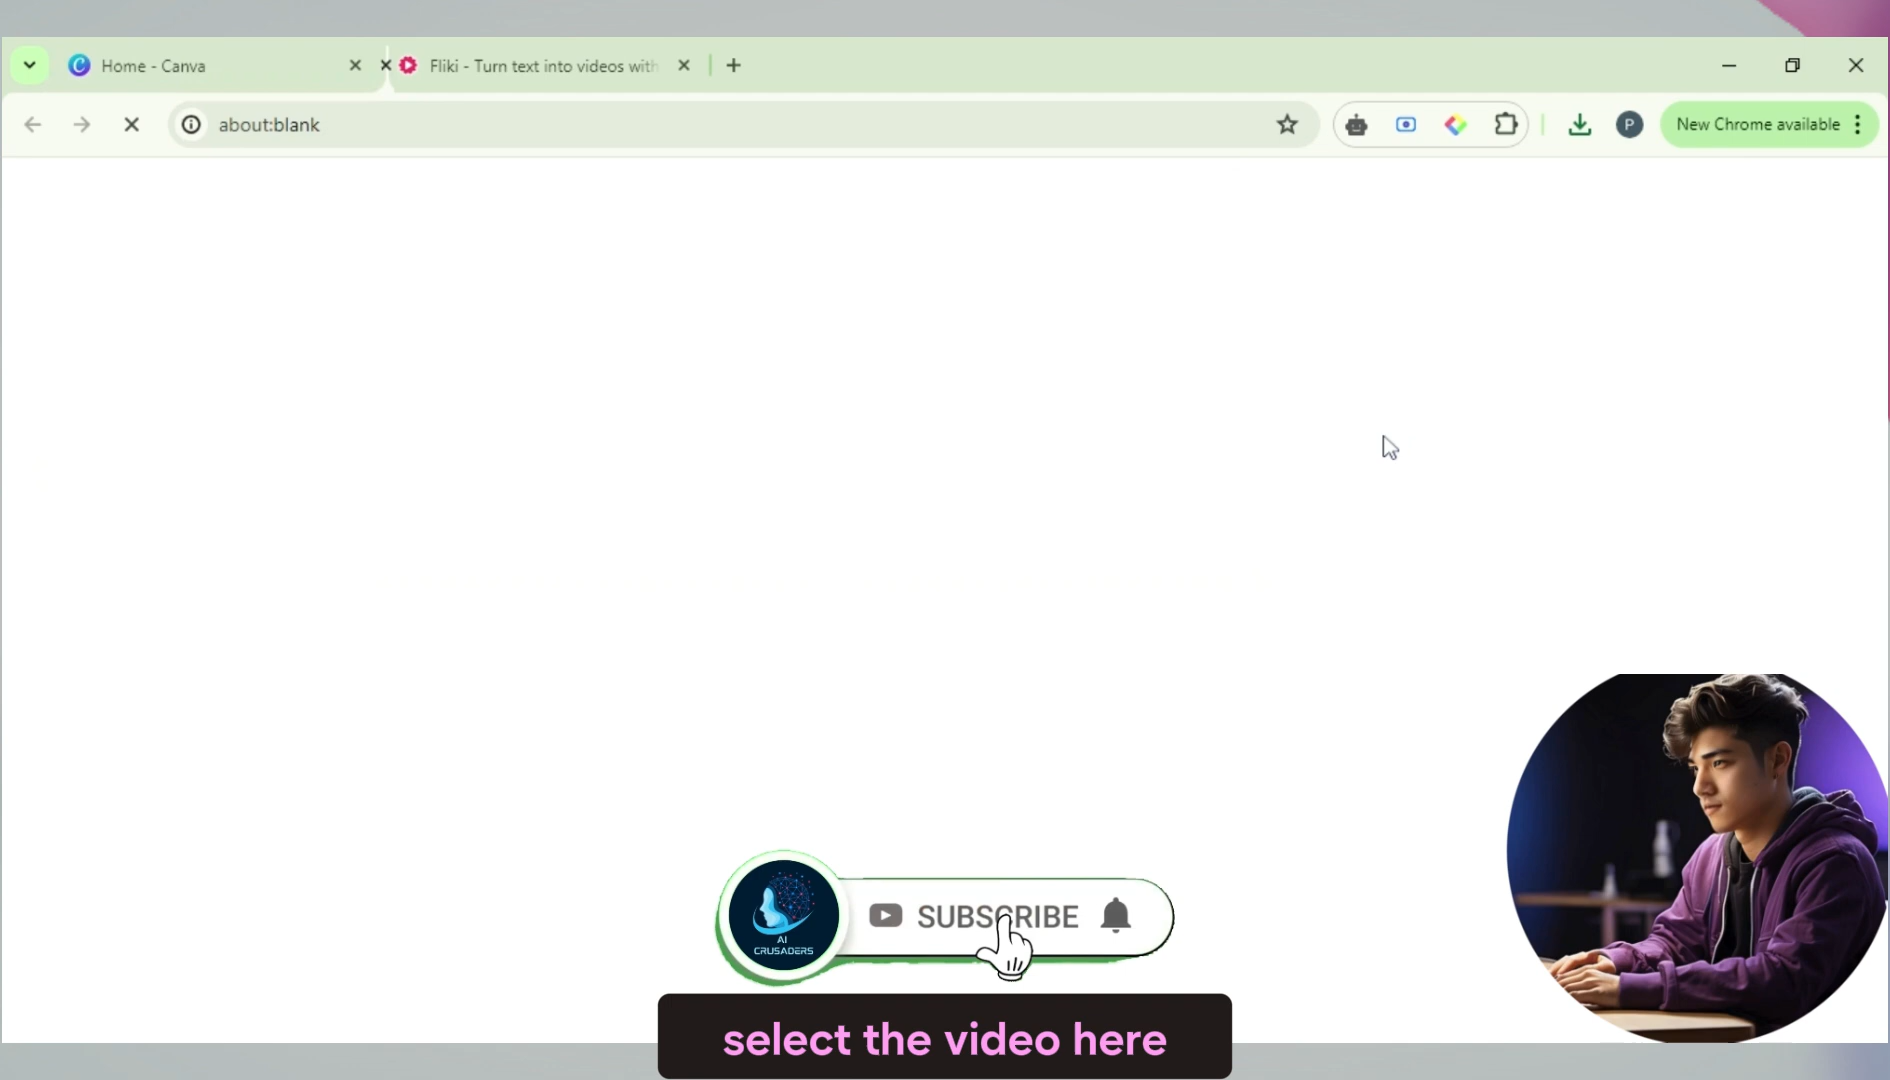 Home - Canva
Fliki - Turn text into videos with
about:blank
P
New Chrome available
AI
CRUSADERS
SUBSCRIBE
select the video here